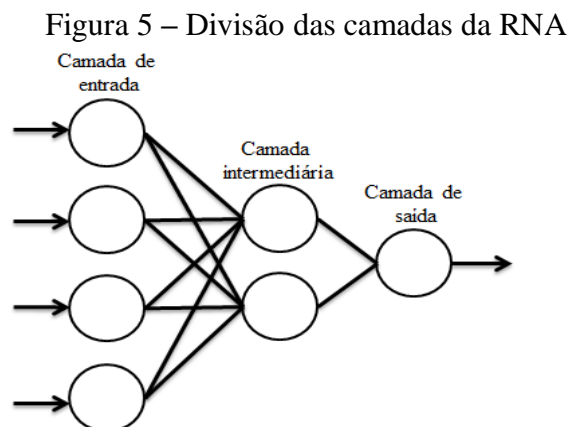 Figura 5 – Divisão das camadas da RNA
Camada de
entrada
Camada
intermediária
Camada de
saída